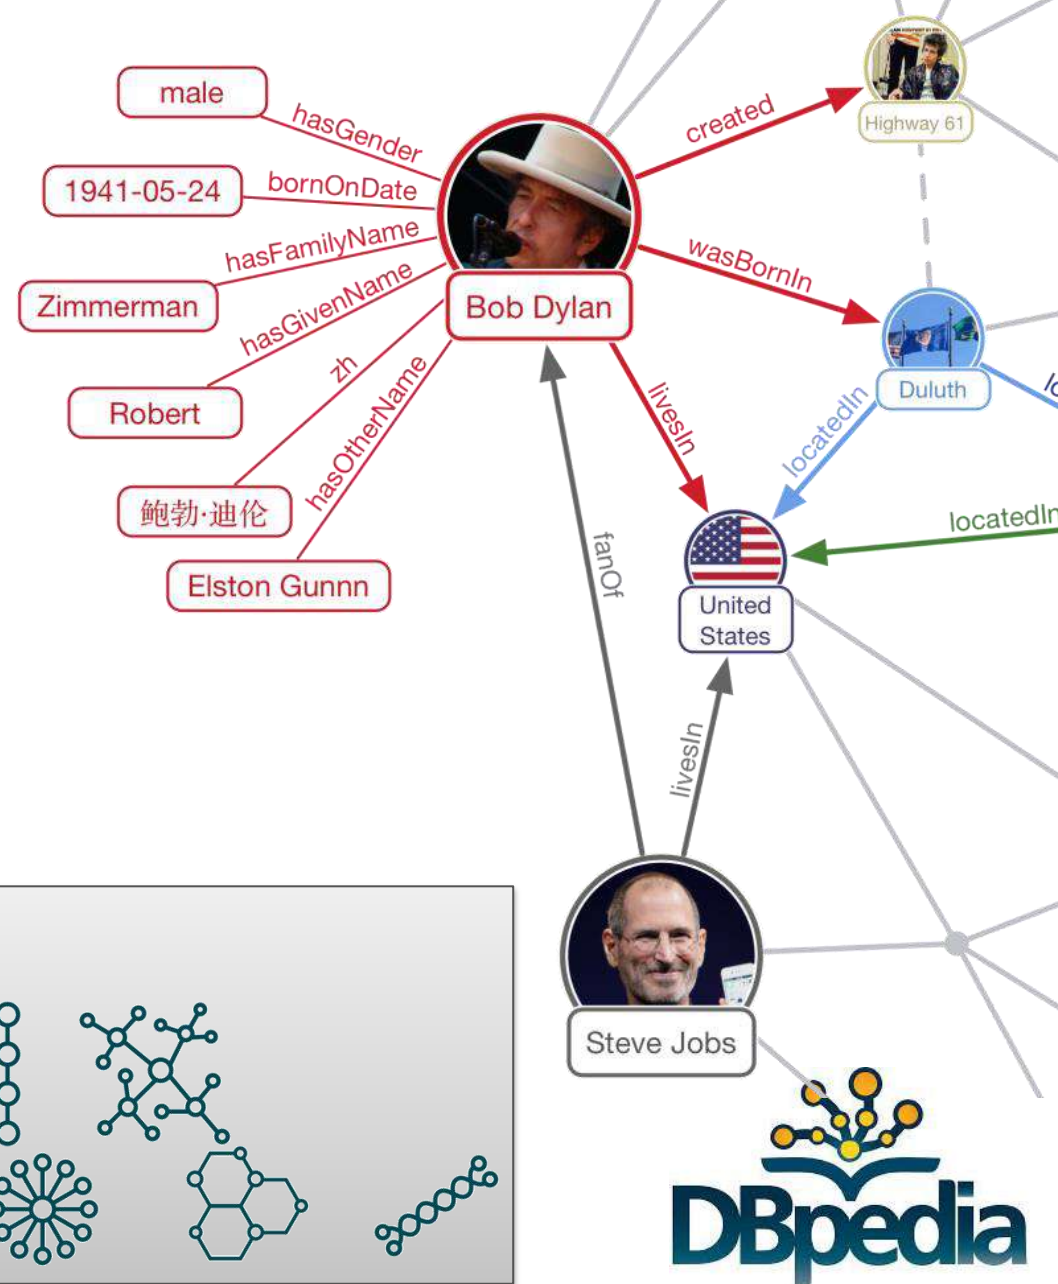 male
hasGender
created
Highway 61
1941-05-24
bornOnDate
hasFamilyName
wasBornIn
Zimmerman
hasGivenName
Bob Dylan
zh
Duluth
Robert
hasOtherName
livesIn
locatedIn
鲍勃·迪伦
locatedIn
Elston Gunnn
fanOf
United
States
livesIn
Steve Jobs
DBpedia